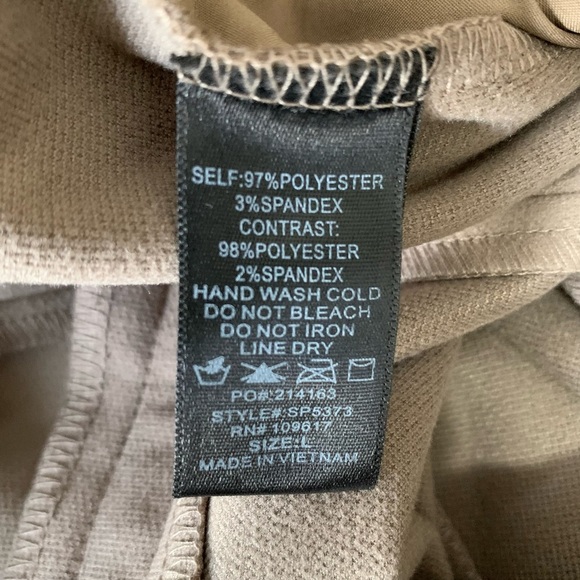 SELF:97%POLYESTER
3%SPANDEX
CONTRAST:
98%POLYESTER
2%SPANDEX
HAND WASH COLD
DO NOT BLEACH
DO NOT IRON
LINE DRY
PO#:214163
STYLE#:SP5373
RN# 109617
SIZE:L
MADE IN VIETNAM